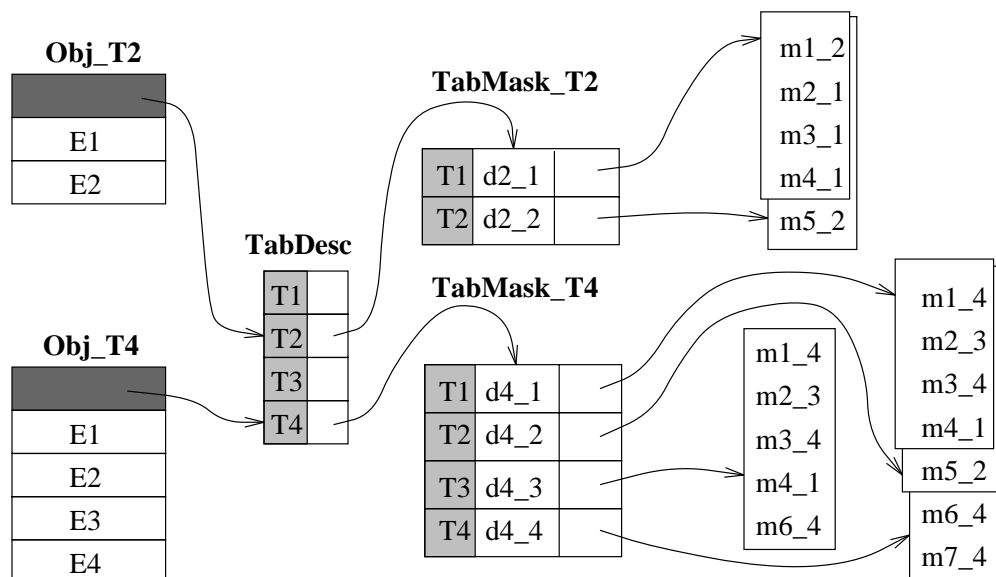 Obj_T2
E1
E2
Obj_T4
E1
E2
E3
E4
TabDesc
T1
T2
T3
T4
TabMask_T2
T1 d2_1
T2 d2_2
m1_2
m2_1
m3_1
m4_1
m5_2
TabMask_T4
T1 d4_1
T2 d4_2
T3 d4_3
T4 d4_4
m1_4
m2_3
m3_4
m4_1
m6_4
m1_4
m2_3
m3_4
m4_1
m5_2
m6_4
m7_4